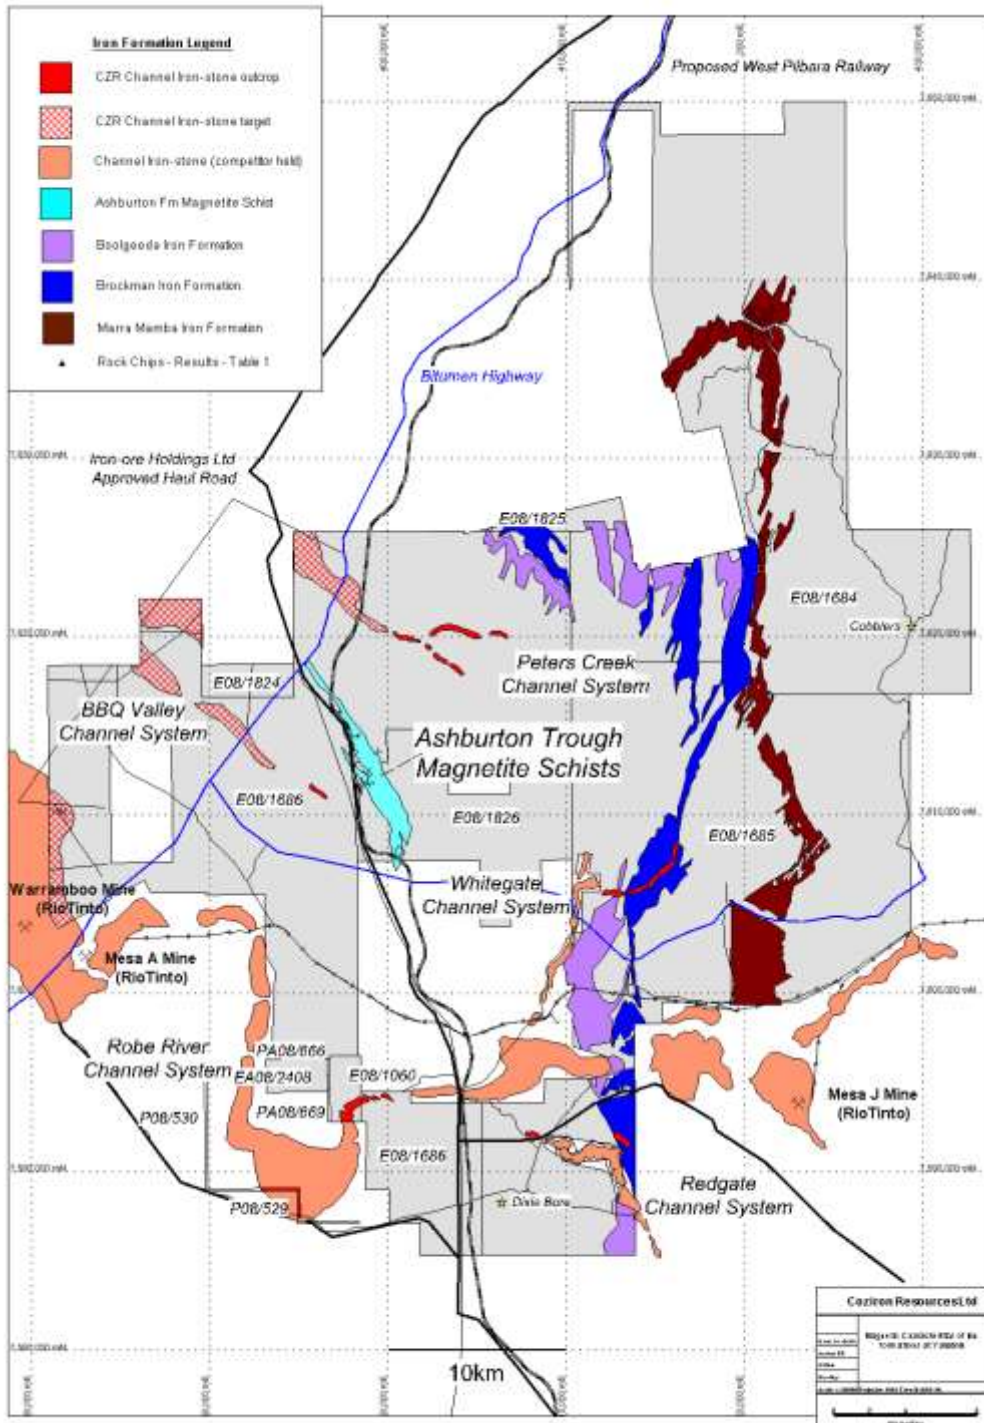 Iron Formation Legend
CZR Channel Iron-stone outcrop
CZR Channel Iron-stone target
Channel Iron-stone (competitor held)
Ashburton Fm Magnetite Schist
Boolgeeda Iron Formation
Brockman Iron Formation
Marra Mamba Iron Formation
Rock Chips - Results - Table 1
Proposed West Pilbara Railway
Bitumen Highway
Iron-ore Holdings Ltd
Approved Haul Road
E08/1825
E08/1684
Cobblers
Peters Creek
Channel System
E08/1824
BBQ Valley
Channel System
Ashburton Trough
Magnetite Schists
E08/1686
E08/1826
E08/1685
Whitegate
Channel System
Warramboo Mine
(RioTinto)
Mesa A Mine
(RioTinto)
Robe River
Channel System
PA08/666
EA08/2408
E08/1060
PA08/669
P08/530
Mesa J Mine
(RioTinto)
E08/1686
Redgate
Channel System
P08/529
Dixie Bore
10km
Coziron Resources Ltd